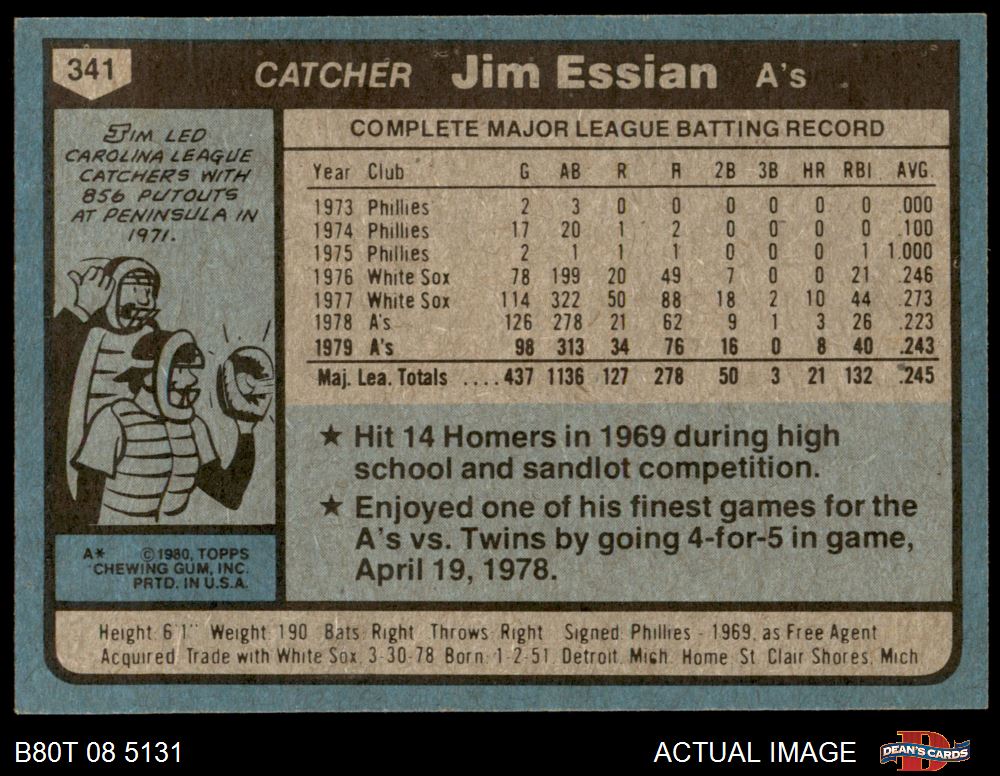 341 CATCHER Jim Essian A's
JIM LED
CAROLINA LEAGUE
CATCHERS WITH
856 PUTOUTS
AT PENINSULA IN
1971.
COMPLETE MAJOR LEAGUE BATTING RECORD
Year Club G AB R H 2B 3B HR RBI AVG.
1973 Phillies 2 3 0 0 0 0 0 0 .000
1974 Phillies 17 20 1 2 0 0 0 0 .100
1975 Phillies 2 1 1 1 0 0 0 1 1.000
1976 White Sox 78 199 20 49 7 0 0 21 .246
1977 White Sox 114 322 50 88 18 2 10 44 .273
1978 A's 126 278 21 62 9 1 3 26 .223
1979 A's 98 313 34 76 16 0 8 40 .243
Maj. Lea. Totals ....437 1136 127 278 50 3 21 132 .245
★ Hit 14 Homers in 1969 during high
school and sandlot competition.
★ Enjoyed one of his finest games for the
A's vs. Twins by going 4-for-5 in game,
April 19, 1978.
A* ©1980, TOPPS
CHEWING GUM, INC.
PRTD. IN U.S.A.
Height: 6'1" Weight: 190 Bats: Right Throws: Right Signed: Phillies - 1969, as Free Agent
Acquired: Trade with White Sox, 3-30-78 Born: 1-2-51, Detroit, Mich. Home: St. Clair Shores, Mich.
B80T 08 5131
ACTUAL IMAGE
D
DEAN'S CARDS